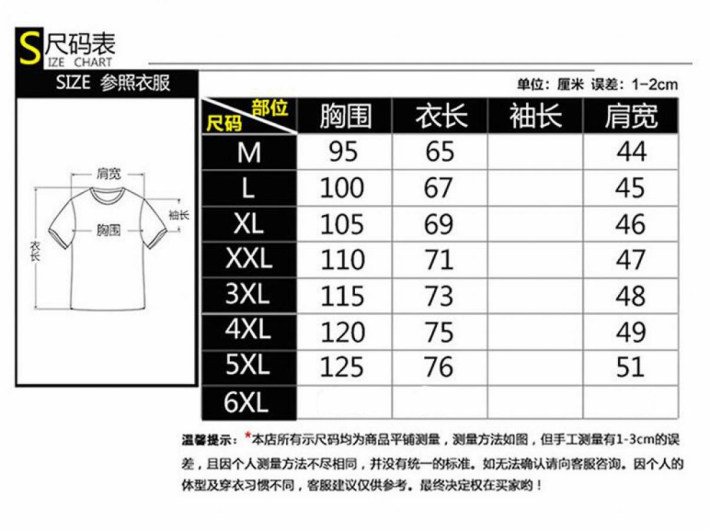 S尺码表
IZE CHART
SIZE 参照衣服
单位：厘米 误差：1-2cm
部位 胸围 衣长 袖长 肩宽
尺码
M 95 65 44
L 100 67 45
XL 105 69 46
XXL 110 71 47
3XL 115 73 48
4XL 120 75 49
5XL 125 76 51
6XL
肩宽
袖长
胸围
衣长
温馨提示：*本店所有示尺码均为商品平铺测量，测量方法如图，但手工测量有1-3cm的误
差，且因个人测量方法不尽相同，并没有统一的标准。如无法确认请向客服咨询。因个人的
体型及穿衣习惯不同，客服建议仅供参考。最终决定权在买家哟！